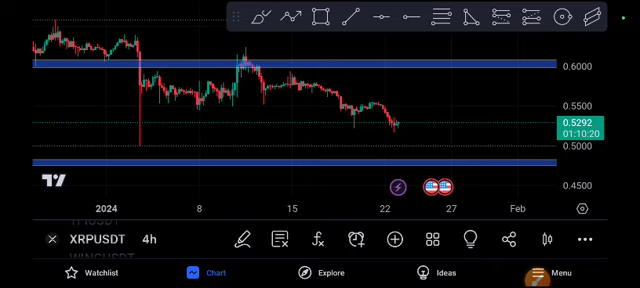 0.6000
0.5500
0.5292
01:10:20
0.5000
0.4500
2024 8 15 22 27 Feb
XRPUSDT 4h
Watchlist Chart Explore Ideas Menu